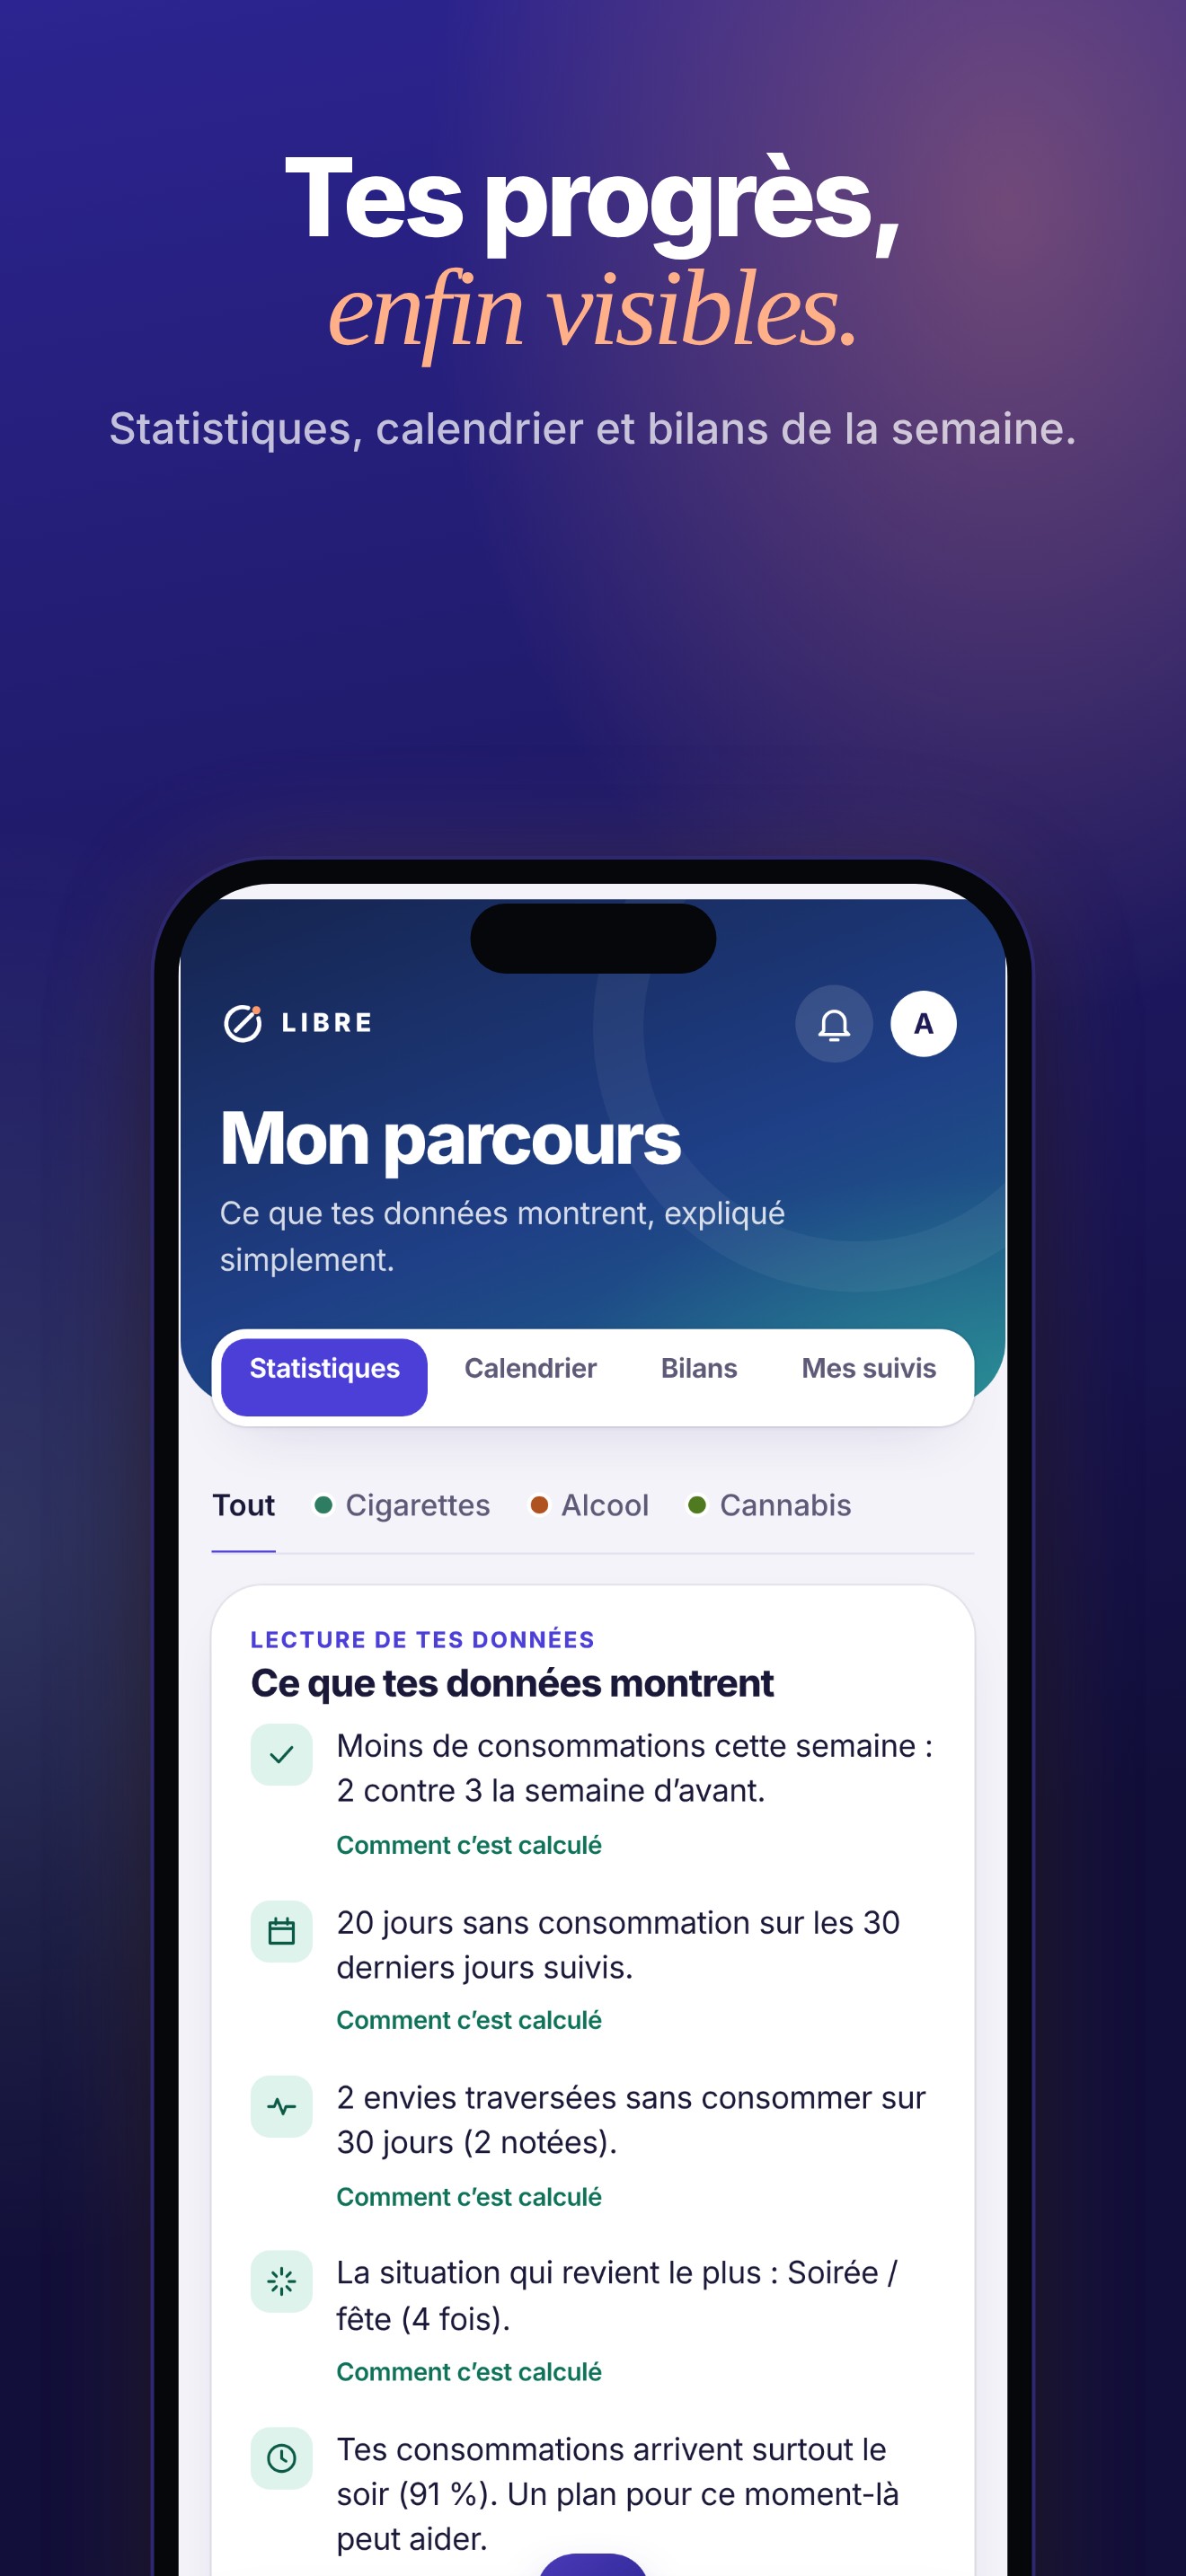 Tes progrès,
enfin visibles.
Statistiques, calendrier et bilans de la semaine.
LIBRE
A
Mon parcours
Ce que tes données montrent, expliqué
simplement.
Statistiques Calendrier Bilans Mes suivis
Tout Cigarettes Alcool Cannabis
LECTURE DE TES DONNÉES
Ce que tes données montrent
Moins de consommations cette semaine :
2 contre 3 la semaine d’avant.
Comment c’est calculé
20 jours sans consommation sur les 30
derniers jours suivis.
Comment c’est calculé
2 envies traversées sans consommer sur
30 jours (2 notées).
Comment c’est calculé
La situation qui revient le plus : Soirée /
fête (4 fois).
Comment c’est calculé
Tes consommations arrivent surtout le
soir (91 %). Un plan pour ce moment-là
peut aider.